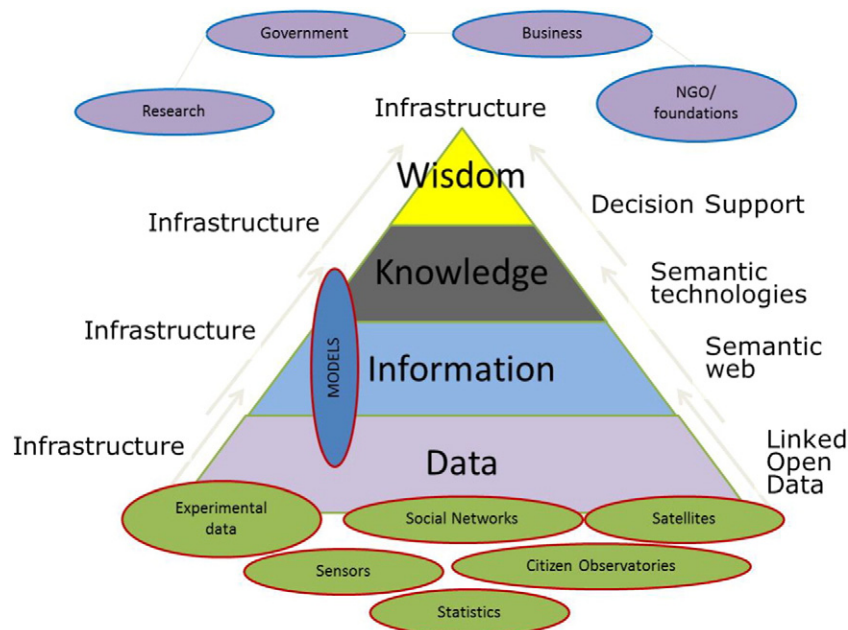 Government
Business
Research
NGO/
foundations
Infrastructure
Wisdom
Infrastructure
Decision Support
Knowledge
Semantic
technologies
Infrastructure
MODELS
Information
Semantic
web
Infrastructure
Data
Linked
Open
Data
Experimental
data
Social Networks
Satellites
Sensors
Citizen Observatories
Statistics